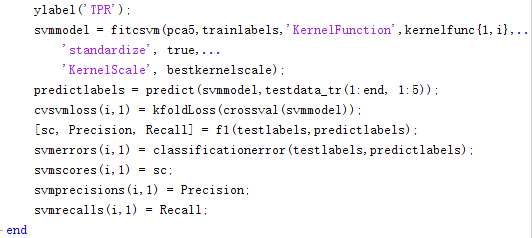 ylabel('TPR');
svmmodel = fitcsvm(pca5,trainlabels,'KernelFunction',kernelfunc{1,i},..
'standardize', true,...
'KernelScale', bestkernelscale);
predictlabels = predict(svmmodel,testdata_tr(1:end, 1:5));
cvsvmloss(i,1) = kfoldLoss(crossval(svmmodel));
[sc, Precision, Recall] = f1(testlabels,predictlabels);
svmerrors(i,1) = classificationerror(testlabels,predictlabels);
svmscores(i,1) = sc;
svmprecisions(i,1) = Precision;
svmrecalls(i,1) = Recall;
end